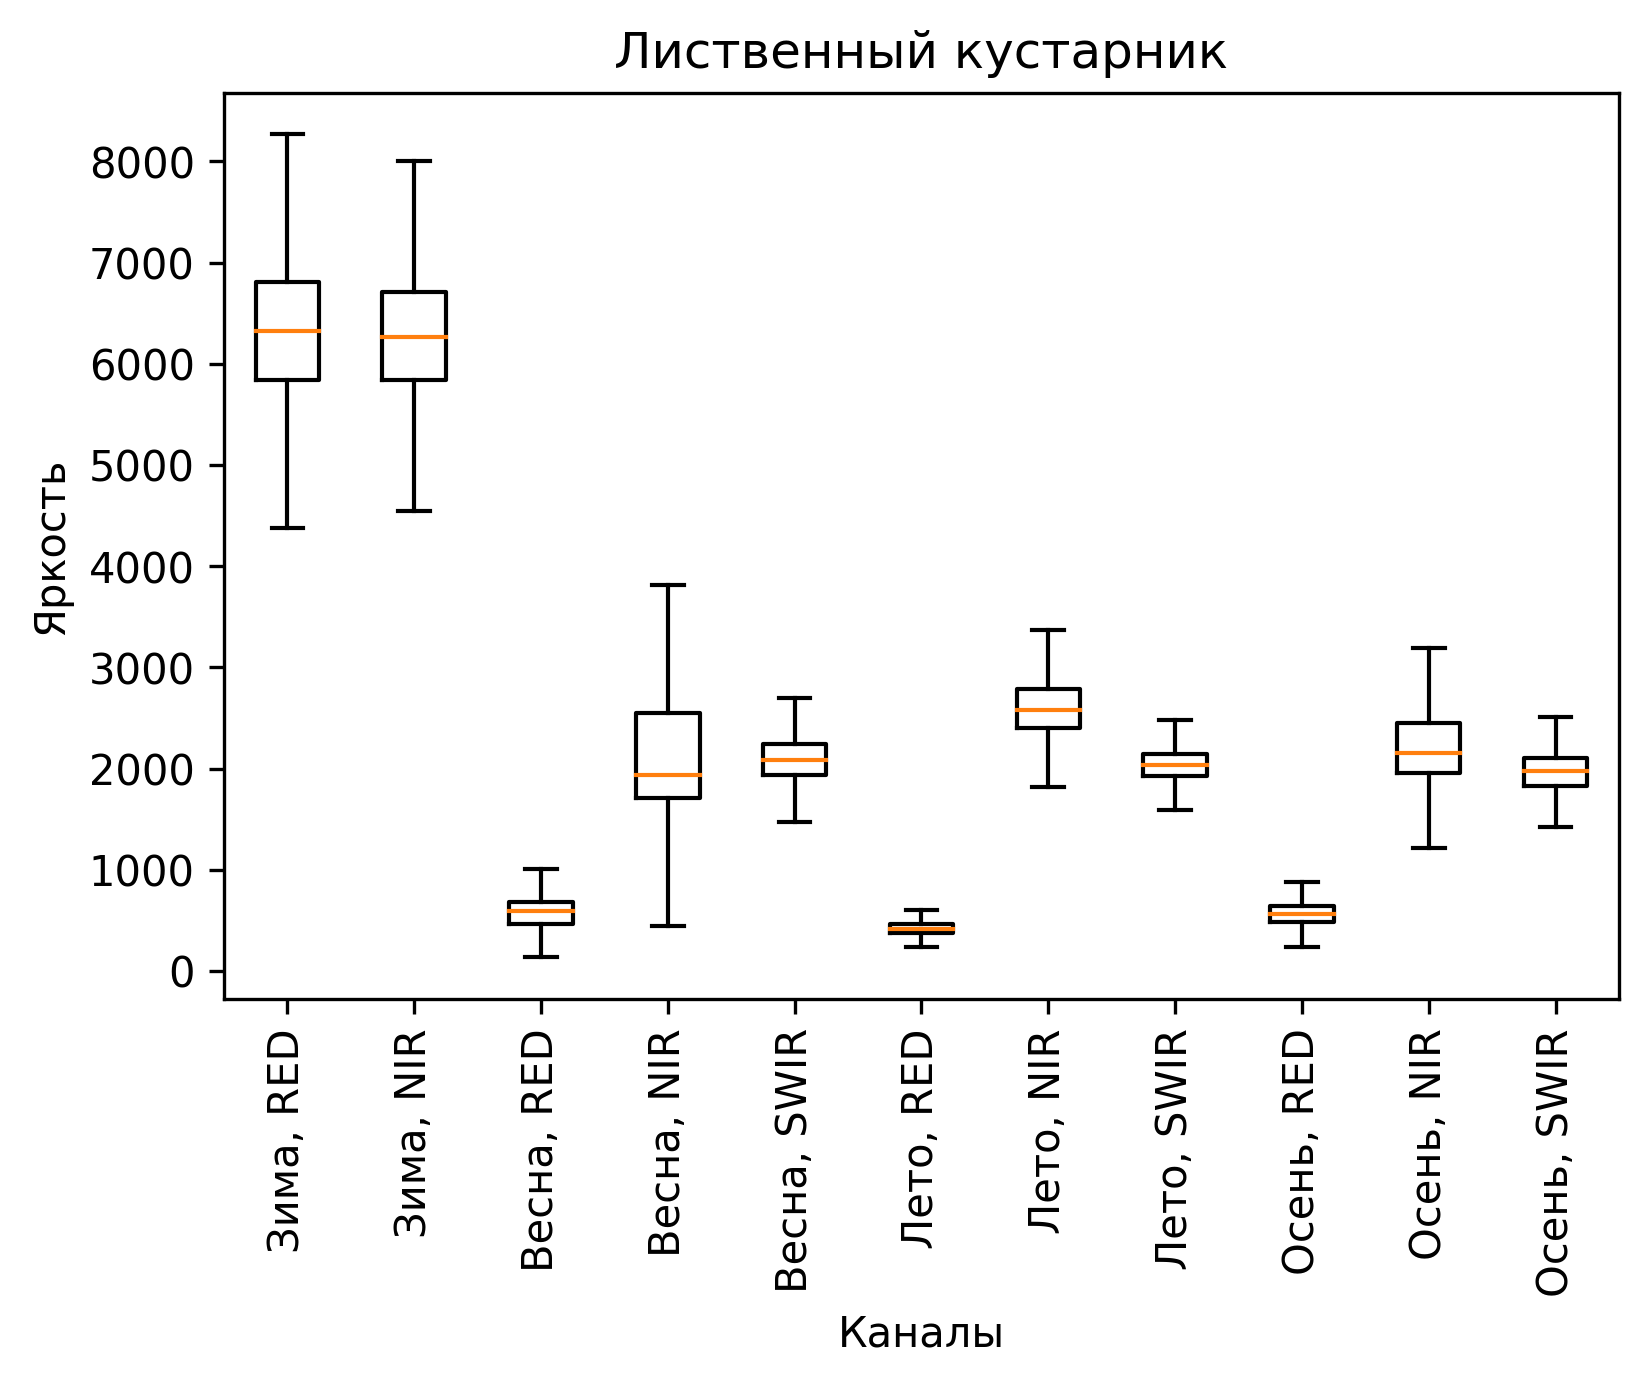 Лиственный кустарник
Яркость
8000
7000
6000
5000
4000
3000
2000
1000
0
Зима, RED
Зима, NIR
Весна, RED
Весна, NIR
Весна, SWIR
Лето, RED
Лето, NIR
Лето, SWIR
Осень, RED
Осень, NIR
Осень, SWIR
Каналы